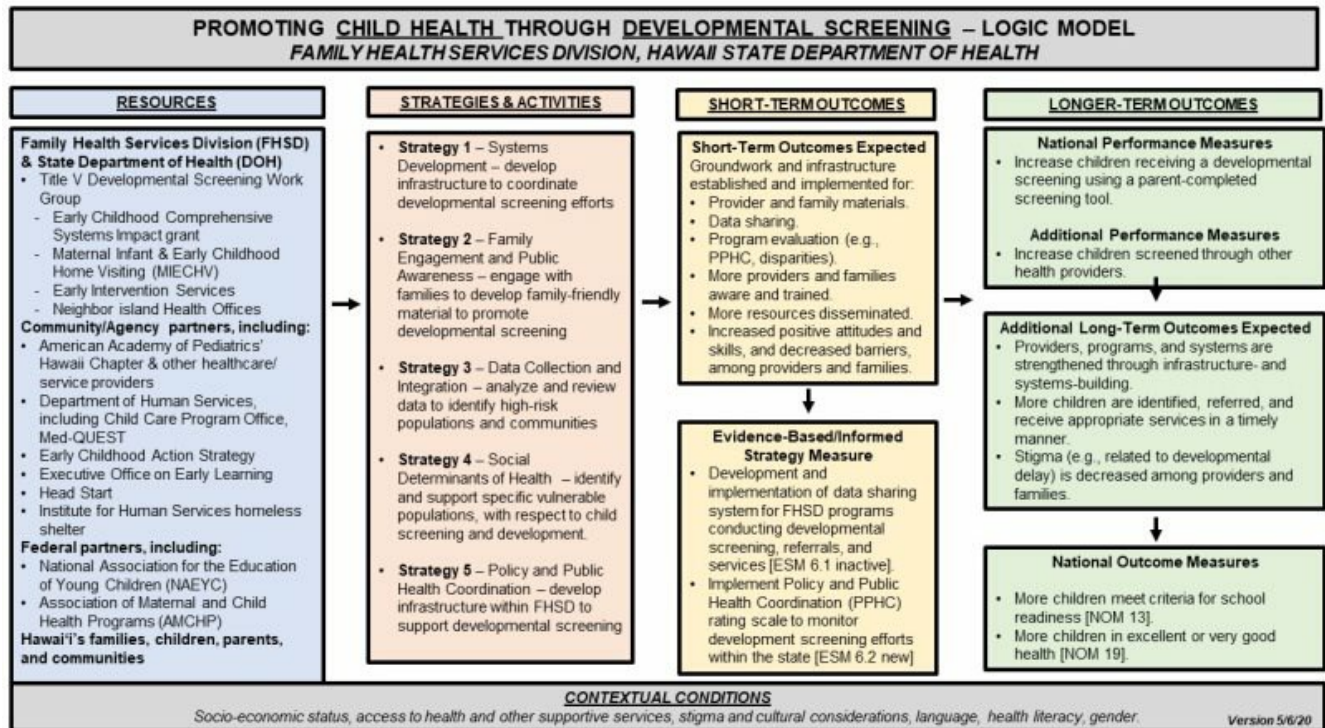 PROMOTING CHILD HEALTH THROUGH DEVELOPMENTAL SCREENING – LOGIC MODEL
FAMILY HEALTH SERVICES DIVISION, HAWAII STATE DEPARTMENT OF HEALTH
RESOURCES
Family Health Services Division (FHSD)
& State Department of Health (DOH)
• Title V Developmental Screening Work
Group
- Early Childhood Comprehensive
Systems Impact grant
- Maternal Infant & Early Childhood
Home Visiting (MIECHV)
- Early Intervention Services
- Neighbor island Health Offices
Community/Agency partners, including:
• American Academy of Pediatrics'
Hawaii Chapter & other healthcare/
service providers
• Department of Human Services,
including Child Care Program Office,
Med-QUEST
• Early Childhood Action Strategy
• Executive Office on Early Learning
• Head Start
• Institute for Human Services homeless
shelter
Federal partners, including:
• National Association for the Education
of Young Children (NAEYC)
• Association of Maternal and Child
Health Programs (AMCHP)
Hawai'i's families, children, parents,
and communities
STRATEGIES & ACTIVITIES
• Strategy 1 – Systems
Development – develop
infrastructure to coordinate
developmental screening efforts
• Strategy 2 – Family
Engagement and Public
Awareness – engage with
families to develop family-friendly
material to promote
developmental screening
• Strategy 3 – Data Collection and
Integration – analyze and review
data to identify high-risk
populations and communities
• Strategy 4 – Social
Determinants of Health – identify
and support specific vulnerable
populations, with respect to child
screening and development.
• Strategy 5 – Policy and Public
Health Coordination – develop
infrastructure within FHSD to
support developmental screening
SHORT-TERM OUTCOMES
Short-Term Outcomes Expected
Groundwork and infrastructure
established and implemented for:
• Provider and family materials.
• Data sharing.
• Program evaluation (e.g.,
PPHC, disparities).
• More providers and families
aware and trained.
• More resources disseminated.
• Increased positive attitudes and
skills, and decreased barriers,
among providers and families.
Evidence-Based/Informed
Strategy Measure
• Development and
implementation of data sharing
system for FHSD programs
conducting developmental
screening, referrals, and
services [ESM 6.1 inactive].
• Implement Policy and Public
Health Coordination (PPHC)
rating scale to monitor
development screening efforts
within the state [ESM 6.2 new]
LONGER-TERM OUTCOMES
National Performance Measures
• Increase children receiving a developmental
screening using a parent-completed
screening tool.
Additional Performance Measures
• Increase children screened through other
health providers.
Additional Long-Term Outcomes Expected
• Providers, programs, and systems are
strengthened through infrastructure- and
systems-building.
• More children are identified, referred, and
receive appropriate services in a timely
manner.
• Stigma (e.g., related to developmental
delay) is decreased among providers and
families.
National Outcome Measures
• More children meet criteria for school
readiness [NOM 13].
• More children in excellent or very good
health [NOM 19].
CONTEXTUAL CONDITIONS
Socio-economic status, access to health and other supportive services, stigma and cultural considerations, language, health literacy, gender.
Version 5/6/20